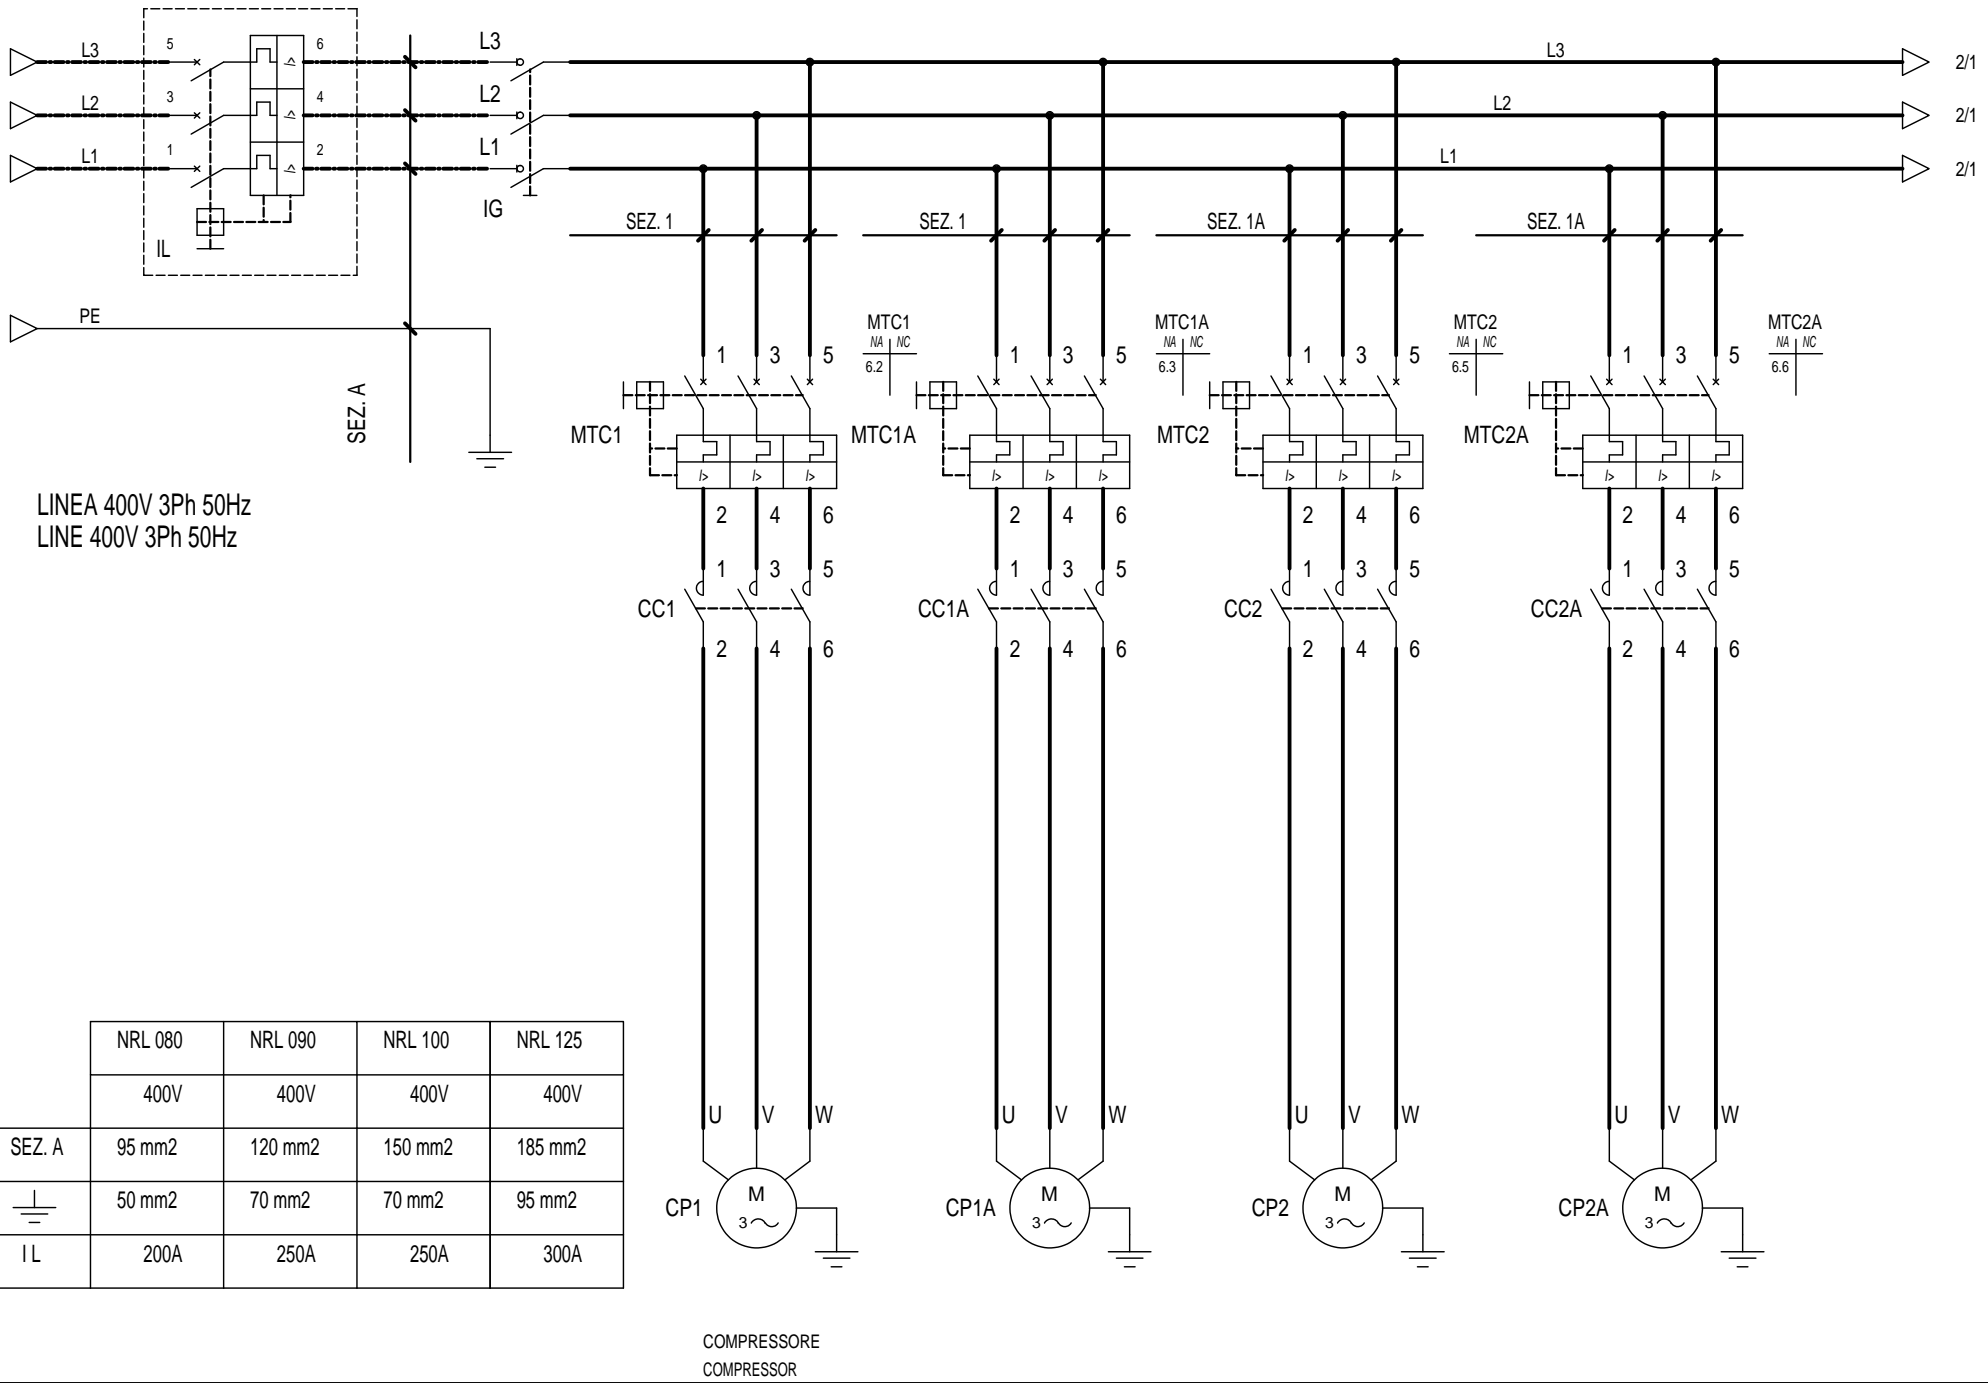 L3 5 6 L3 L3 2/1
L2 3 4 L2 L2 2/1
L1 1 2 L1 L1 2/1
IG
IL
SEZ. 1 SEZ. 1 SEZ. 1A SEZ. 1A
PE
SEZ. A
MTC1 MTC1A MTC2 MTC2A
NA NC NA NC NA NC NA NC
6.2 6.3 6.5 6.6
1 3 5 1 3 5 1 3 5 1 3 5
MTC1 MTC1A MTC2 MTC2A
I> I> I> I> I> I> I> I> I> I> I> I>
2 4 6 2 4 6 2 4 6 2 4 6
LINEA 400V 3Ph 50Hz
LINE 400V 3Ph 50Hz
1 3 5 1 3 5 1 3 5 1 3 5
CC1 CC1A CC2 CC2A
2 4 6 2 4 6 2 4 6 2 4 6
NRL 080 NRL 090 NRL 100 NRL 125
400V 400V 400V 400V
SEZ. A 95 mm2 120 mm2 150 mm2 185 mm2
50 mm2 70 mm2 70 mm2 95 mm2
I L 200A 250A 250A 300A
U V W U V W U V W U V W
M M M M
CP1 CP1A CP2 CP2A
3 3 3 3
COMPRESSORE
COMPRESSOR